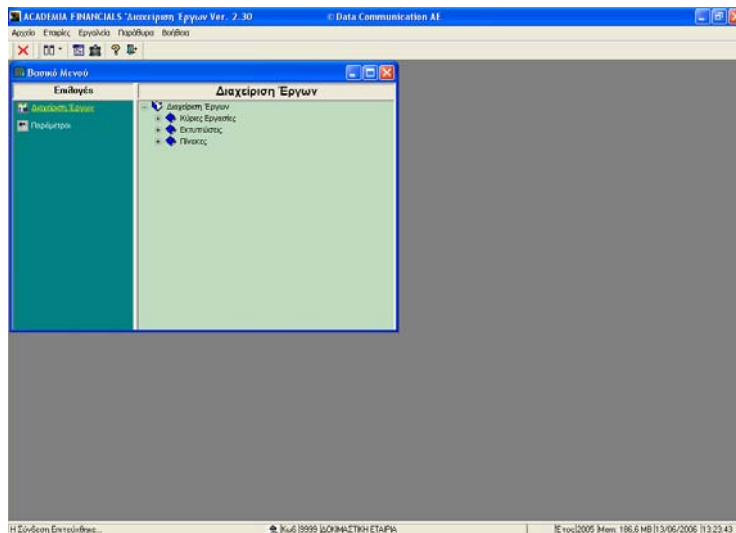 ACADEMIA FINANCIALS "Διαχείριση Έργων Ver. 2.30 © Data Communication AE
Αρχείο Εταιρίες Εργαλεία Παράθυρα Βοήθεια
Βασικό Μενού
Επιλογές
Διαχείριση Έργων
Διαχείριση Έργων
Παράμετροι
Διαχείριση Έργων
Κύριες Εργασίες
Εκτυπώσεις
Πίνακες
Η Σύνδεση Επιτεύχθηκε... Κωδ 9999 ΔΟΚΙΜΑΣΤΙΚΗ ΕΤΑΙΡΙΑ Έτος 2005 Mem: 186.6 MB 13/06/2006 13:23:43